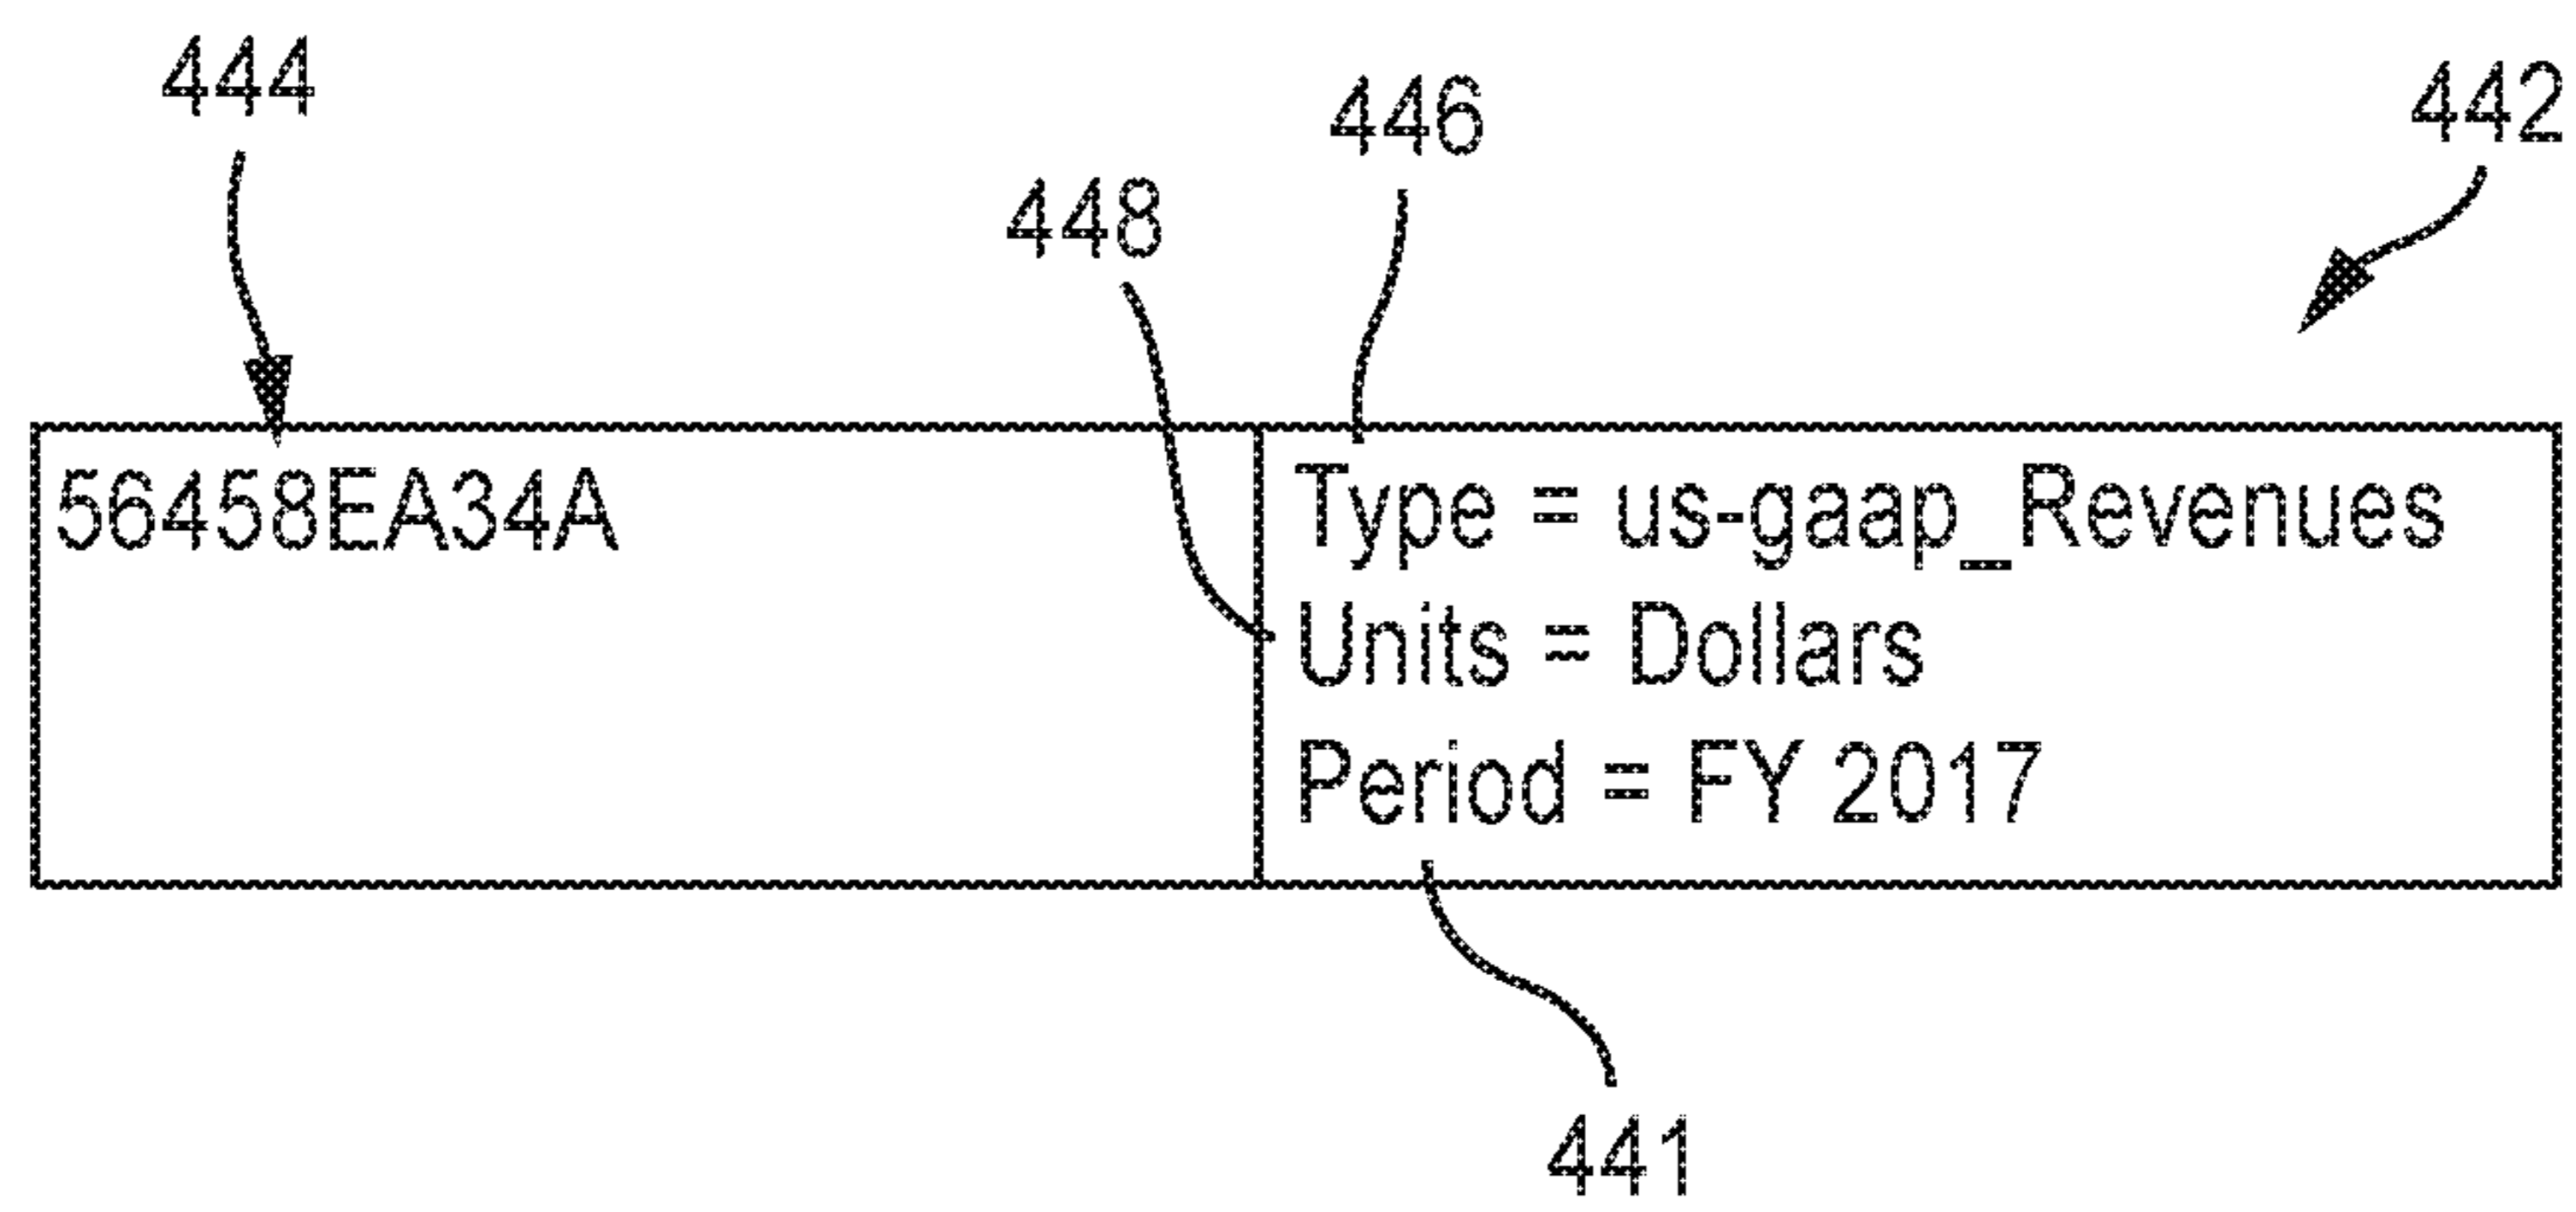 444
446
442
448
56458EA34A
Type = us-gaap_Revenues
Units = Dollars
Period = FY 2017
441